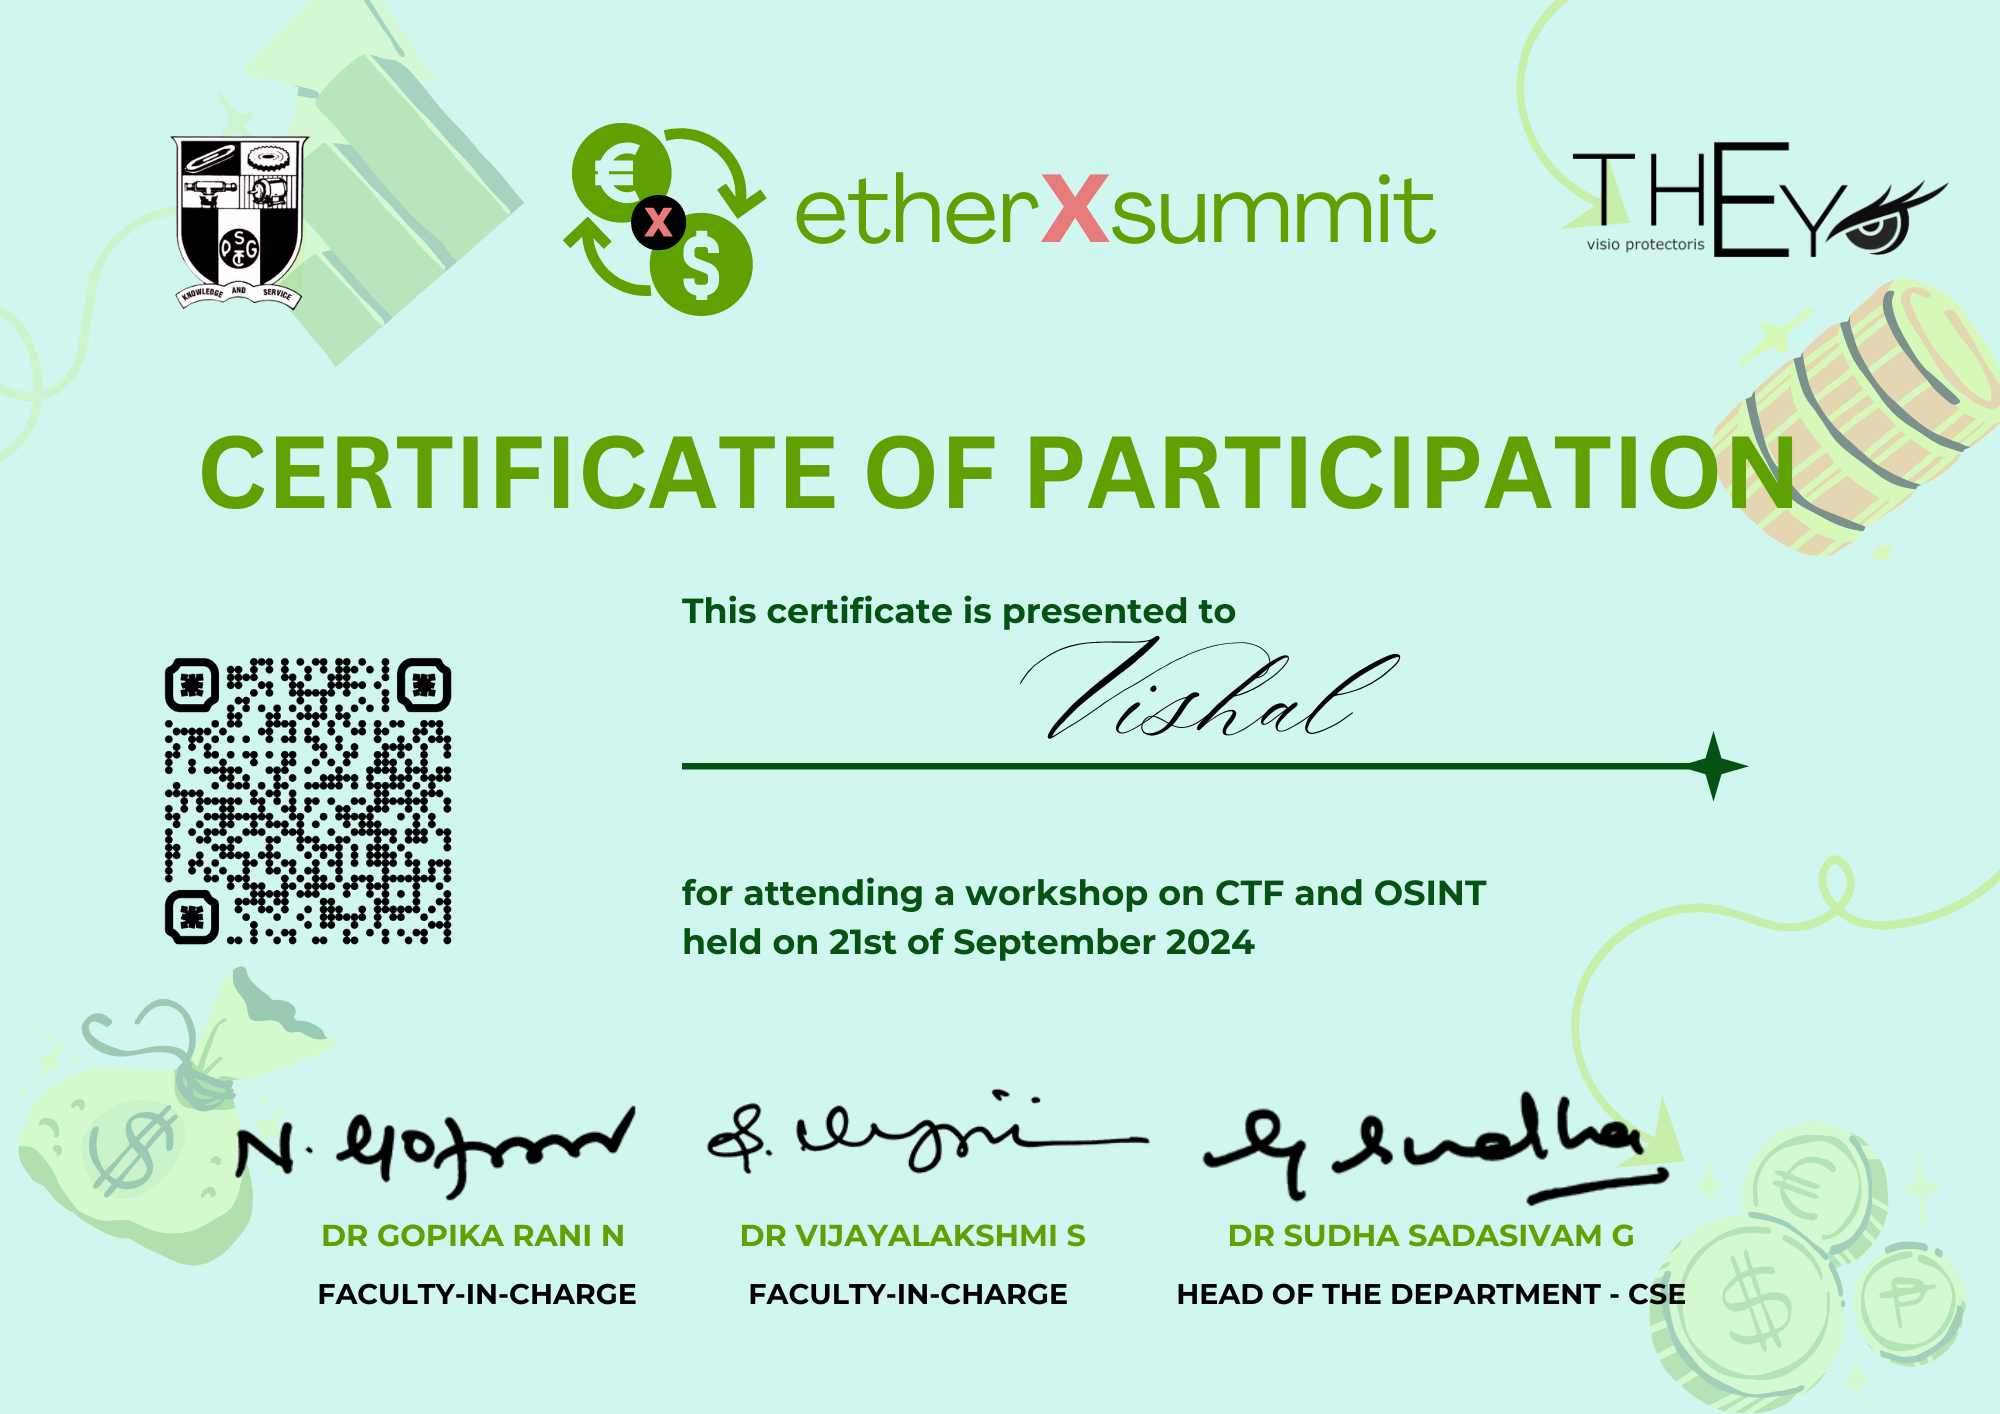 PSG
CT
KNOWLEDGE AND SERVICE
€ X $
etherXsummit
THEY
visio protectoris
CERTIFICATE OF PARTICIPATION
This certificate is presented to
Vishal
for attending a workshop on CTF and OSINT
held on 21st of September 2024
$
N. Gopika
S. Vijayalakshmi
G Sudha
DR GOPIKA RANI N
DR VIJAYALAKSHMI S
DR SUDHA SADASIVAM G
FACULTY-IN-CHARGE
FACULTY-IN-CHARGE
HEAD OF THE DEPARTMENT - CSE
€
$
₱